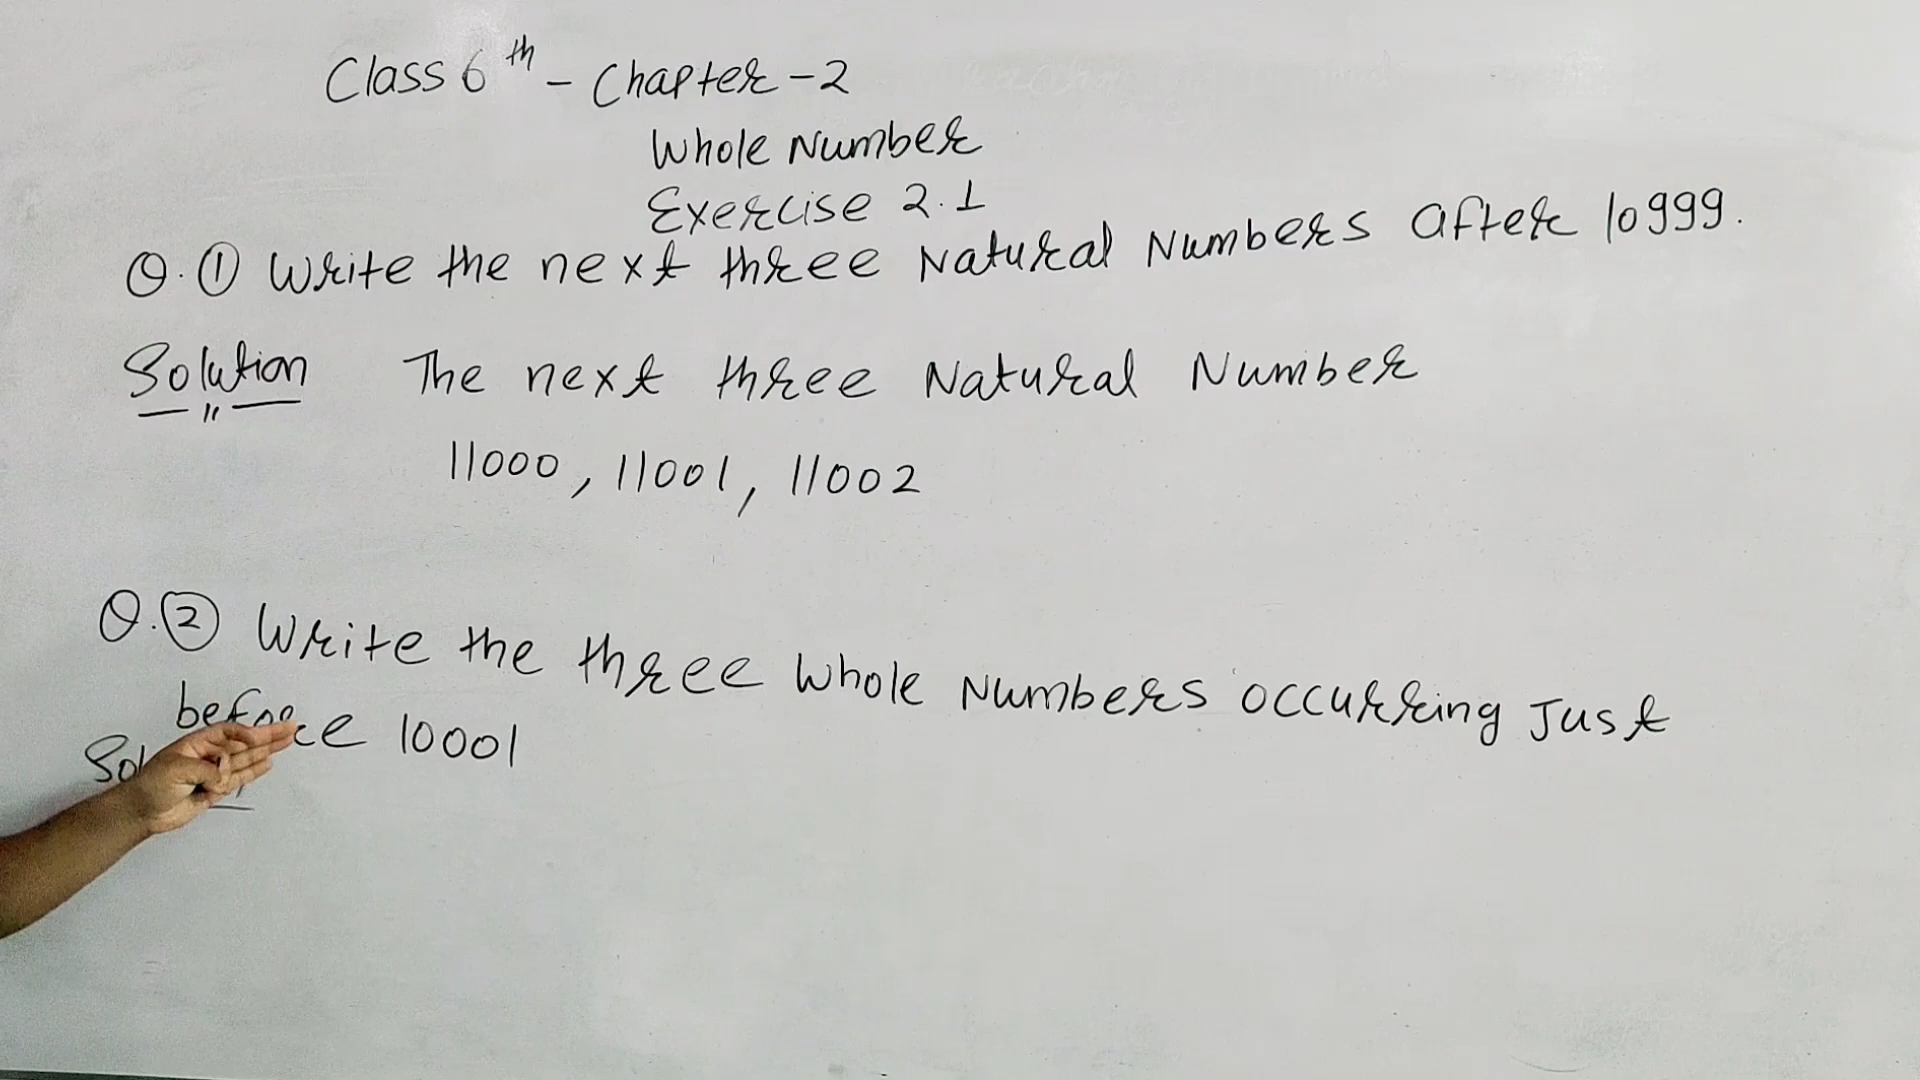 Class 6th - Chapter - 2
Whole Number
Exercise 2.1
Q.① Write the next three Natural Numbers after 10999.
Solution The next three Natural Number
11000, 11001, 11002
Q.② Write the three whole Numbers occurring Just
before 10001